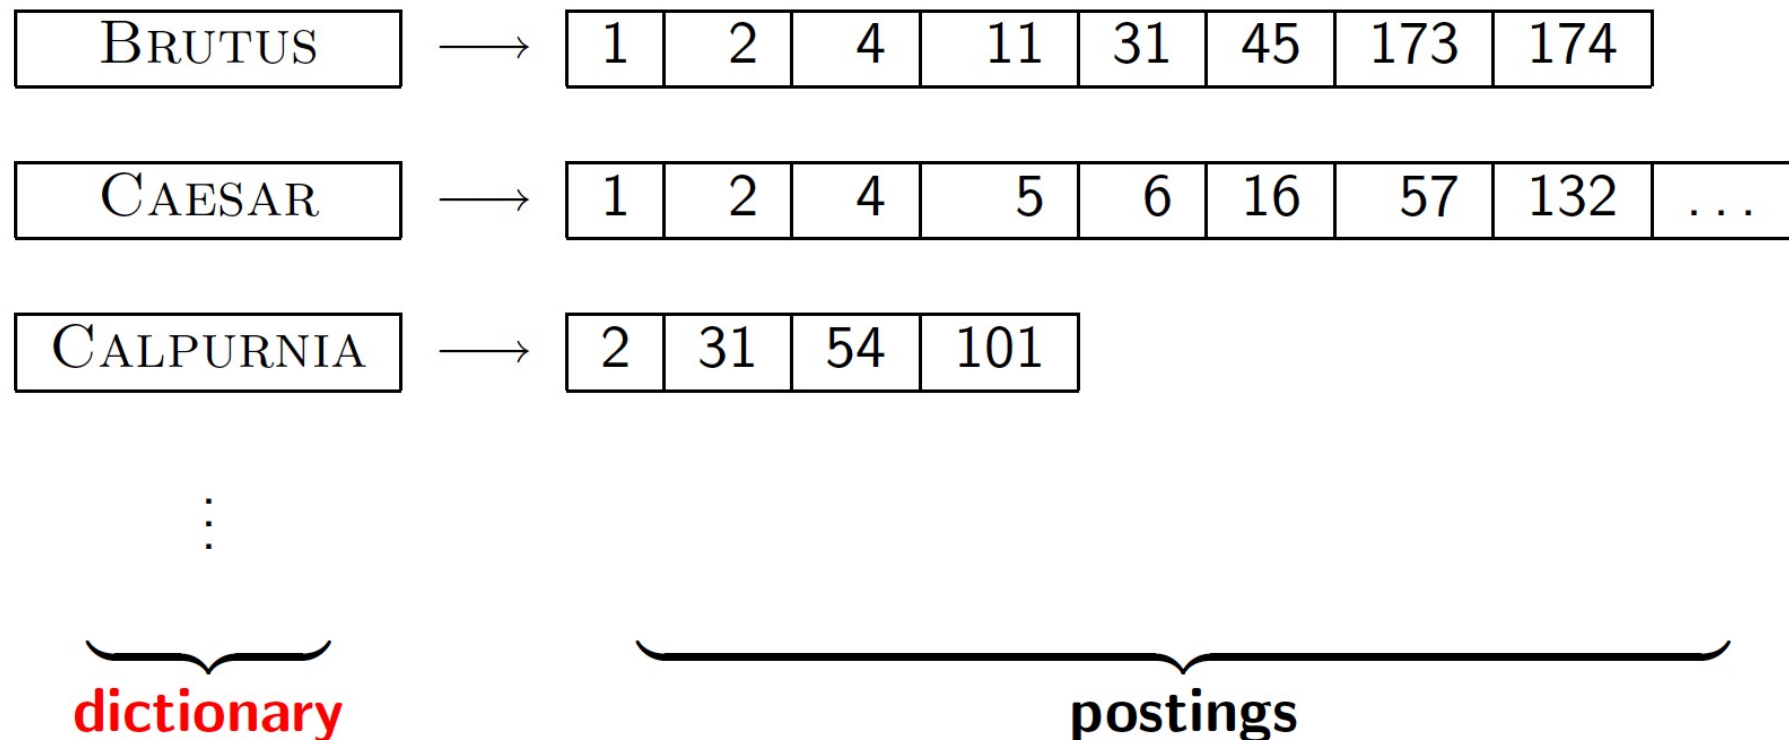 BRUTUS ⟶ 1 2 4 11 31 45 173 174
CAESAR ⟶ 1 2 4 5 6 16 57 132 ...
CALPURNIA ⟶ 2 31 54 101
⋮
dictionary postings